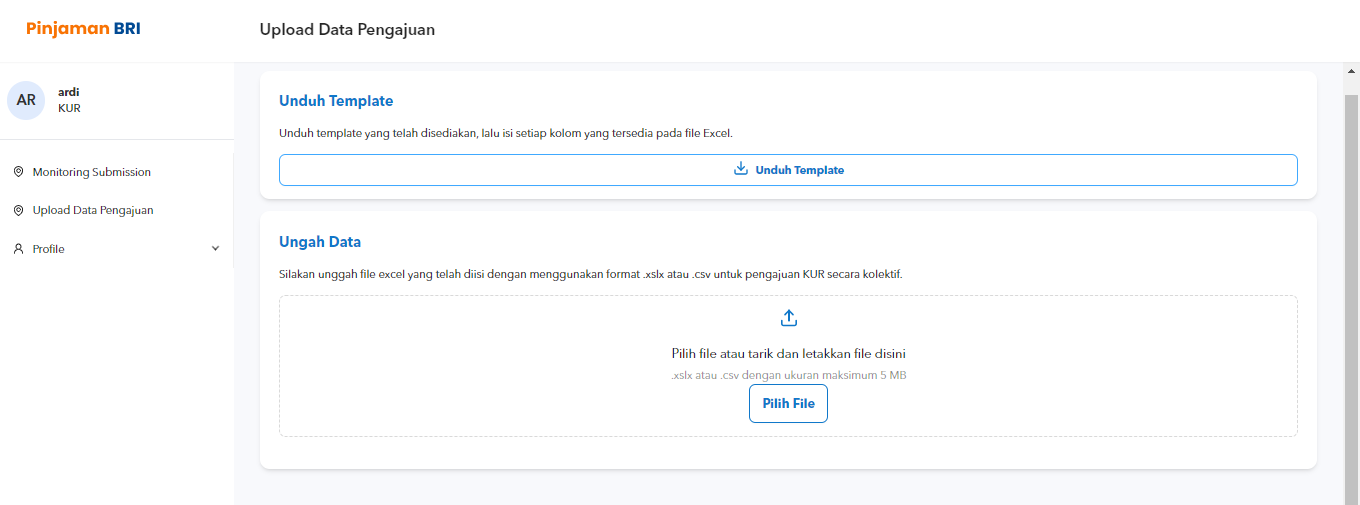 Pinjaman BRI
Upload Data Pengajuan
AR
ardi
KUR
Monitoring Submission
Upload Data Pengajuan
Profile
Unduh Template
Unduh template yang telah disediakan, lalu isi setiap kolom yang tersedia pada file Excel.
Unduh Template
Ungah Data
Silakan unggah file excel yang telah diisi dengan menggunakan format .xslx atau .csv untuk pengajuan KUR secara kolektif.
Pilih file atau tarik dan letakkan file disini
.xslx atau .csv dengan ukuran maksimum 5 MB
Pilih File